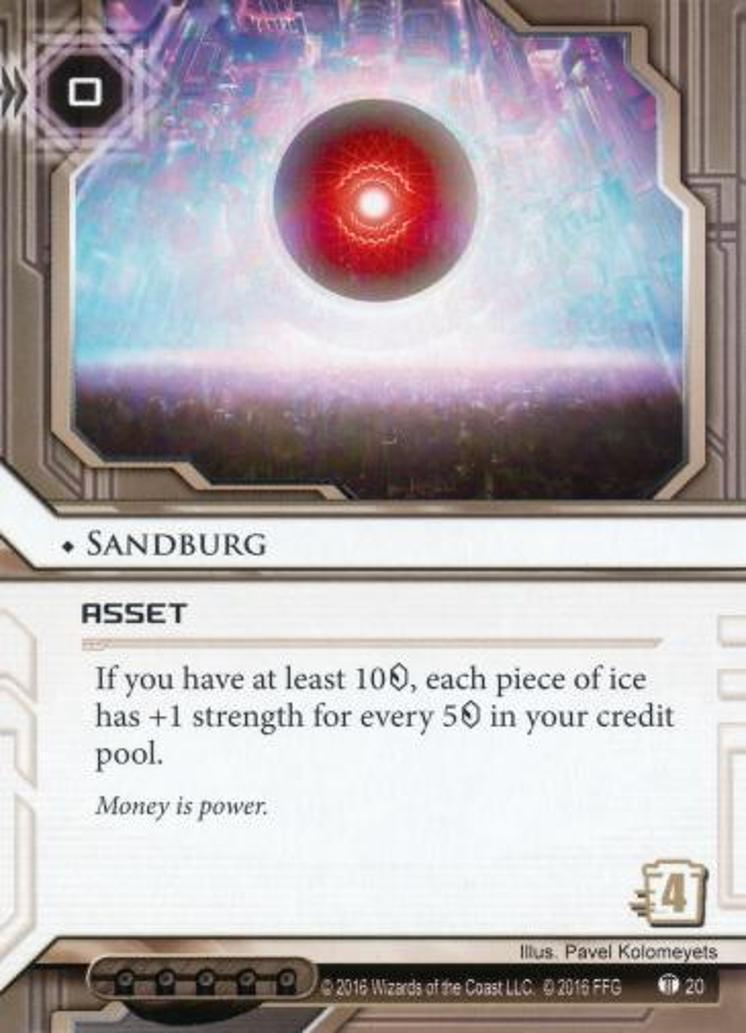 0
◆ SANDBURG
ASSET
If you have at least 10, each piece of ice
has +1 strength for every 5 in your credit
pool.
Money is power.
4
Illus. Pavel Kolomeyets
© 2016 Wizards of the Coast LLC. © 2016 FFG 20